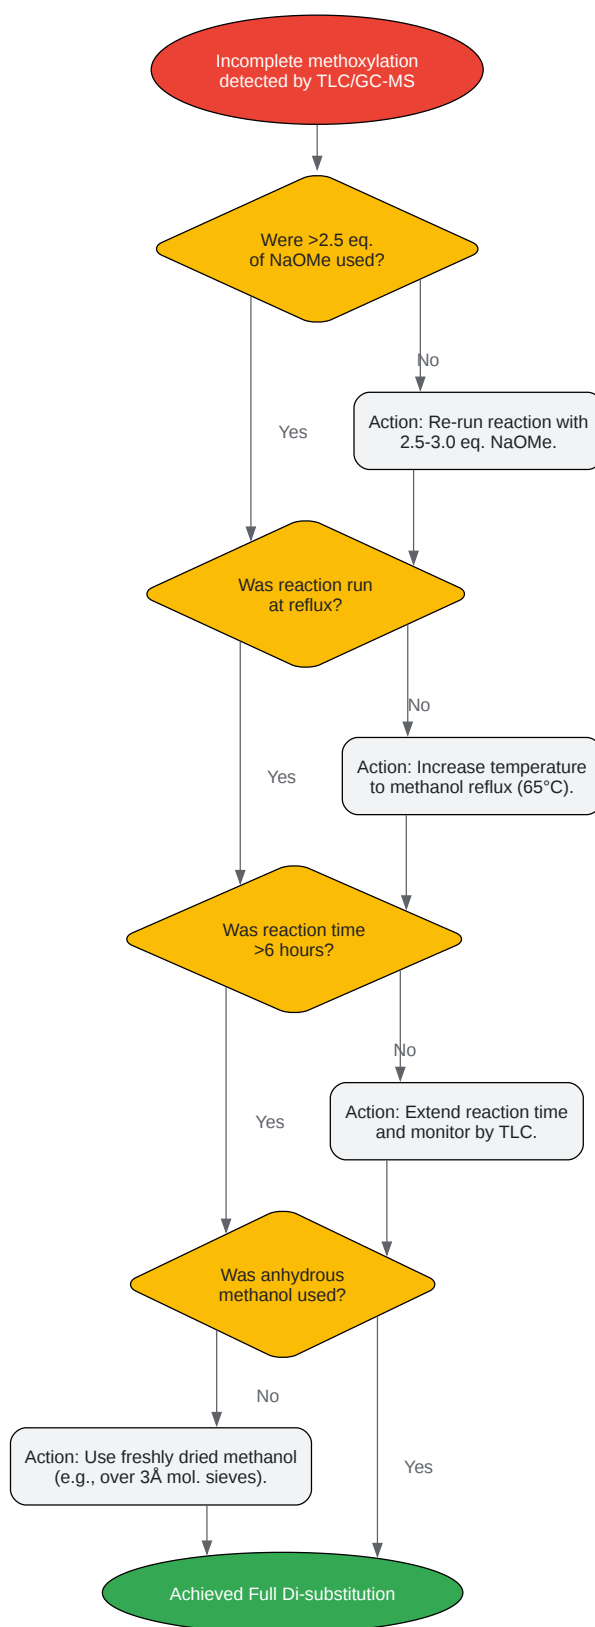 Incomplete methoxylation
detected by TLC/GC-MS
Were >2.5 eq.
of NaOMe used?
No
Action: Re-run reaction with
2.5-3.0 eq. NaOMe.
Yes
Was reaction run
at reflux?
No
Action: Increase temperature
to methanol reflux (65°C).
Yes
Was reaction time
>6 hours?
No
Action: Extend reaction time
and monitor by TLC.
Yes
Was anhydrous
methanol used?
No
Action: Use freshly dried methanol
(e.g., over 3Å mol. sieves).
Yes
Achieved Full Di-substitution